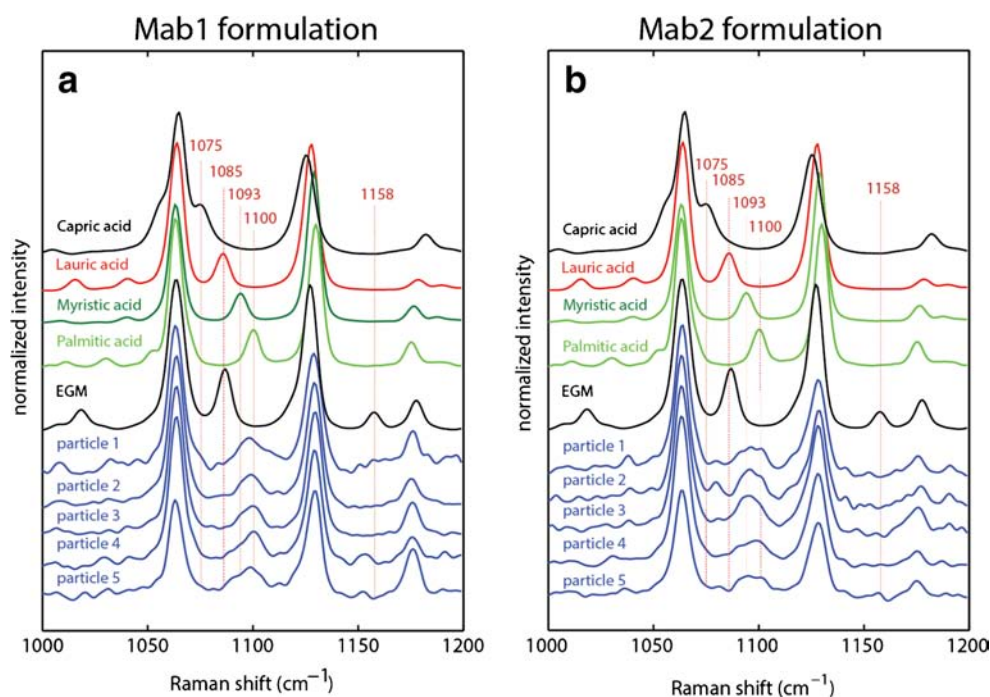 Mab1 formulation
a
1075
1085
1093
1100
1158
Capric acid
Lauric acid
Myristic acid
Palmitic acid
EGM
particle 1
particle 2
particle 3
particle 4
particle 5
normalized intensity
1000 1050 1100 1150 1200
Raman shift (cm⁻¹)
Mab2 formulation
b
1075
1085
1093
1100
1158
Capric acid
Lauric acid
Myristic acid
Palmitic acid
EGM
particle 1
particle 2
particle 3
particle 4
particle 5
normalized intensity
1000 1050 1100 1150 1200
Raman shift (cm⁻¹)